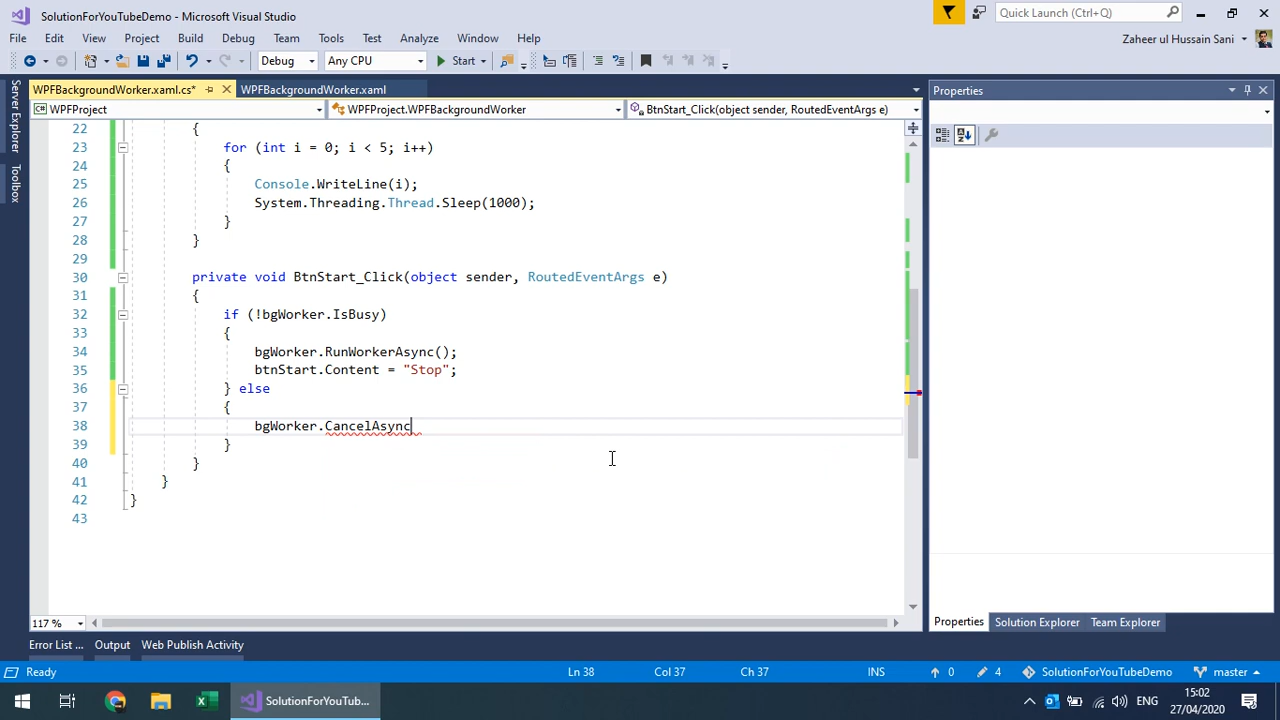 SolutionForYouTubeDemo - Microsoft Visual Studio
Quick Launch (Ctrl+Q)
File Edit View Project Build Debug Team Tools Test Analyze Window Help
Zaheer ul Hussain Sani
Debug Any CPU Start
WPFBackgroundWorker.xaml.cs* WPFBackgroundWorker.xaml
Properties
WPFProject WPFProject.WPFBackgroundWorker BtnStart_Click(object sender, RoutedEventArgs e)
Server Explorer
Toolbox
22 {
23 for (int i = 0; i < 5; i++)
24 {
25 Console.WriteLine(i);
26 System.Threading.Thread.Sleep(1000);
27 }
28 }
29
30 private void BtnStart_Click(object sender, RoutedEventArgs e)
31 {
32 if (!bgWorker.IsBusy)
33 {
34 bgWorker.RunWorkerAsync();
35 btnStart.Content = "Stop";
36 } else
37 {
38 bgWorker.CancelAsync
39 }
40 }
41 }
42 }
43
117 %
Properties Solution Explorer Team Explorer
Error List ... Output Web Publish Activity
Ready Ln 38 Col 37 Ch 37 INS 0 4 SolutionForYouTubeDemo master
SolutionForYouTub...
ENG
15:02
27/04/2020